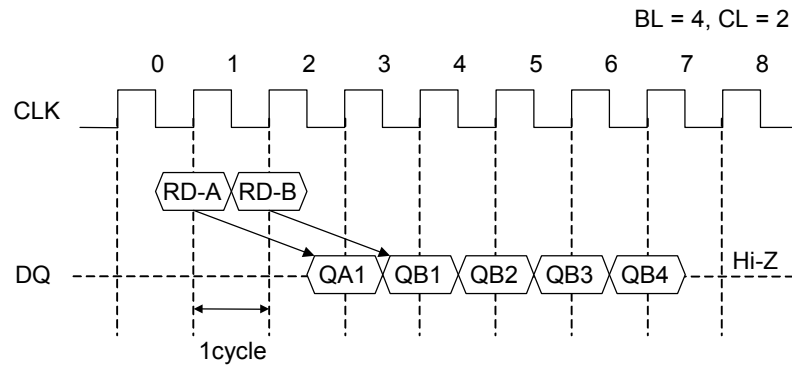 BL = 4, CL = 2
0 1 2 3 4 5 6 7 8
CLK
RD-A RD-B
DQ QA1 QB1 QB2 QB3 QB4 Hi-Z
1cycle